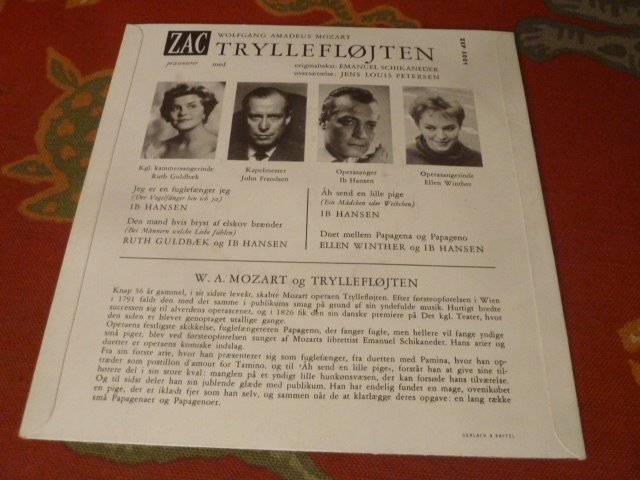 ZAC
præsenterer
WOLFGANG AMADEUS MOZART
TRYLLEFLØJTEN
med
originaltekst: EMANUEL SCHIKANEDER
oversættelse: JENS LOUIS PETERSEN
ZEP 5001
Kgl. kammersangerinde
Ruth Guldbæk
Kapelmester
John Frandsen
Operasanger
Ib Hansen
Operasangerinde
Ellen Winther
Jeg er en fuglefænger jeg
(Der Vogelfänger bin ich ja)
IB HANSEN
Den mand hvis bryst af elskov brænder
(Bei Männern welche Liebe fühlen)
RUTH GULDBÆK og IB HANSEN
Åh send en lille pige
(Ein Mädchen oder Weibchen)
IB HANSEN
Duet mellem Papagena og Papageno
ELLEN WINTHER og IB HANSEN
W. A. MOZART og TRYLLEFLØJTEN
Knap 36 år gammel, i sit sidste leveår, skabte Mozart operaen Tryllefløjten. Efter førsteopførelsen i Wien
i 1791 faldt den med det samme i publikums smag på grund af sin yndefulde musik. Hurtigt bredte
successen sig til alverdens operascener, og i 1826 fik den sin danske premiere på Det kgl. Teater, hvor
den siden er blevet genoptaget utallige gange.
Operaens festligste skikkelse, fuglefængeren Papageno, der fanger fugle, men hellere vil fange yndige
små piger, blev ved førsteopførelsen sunget af Mozarts librettist Emanuel Schikaneder. Hans arier og
duetter er operaens komiske indslag.
Fra sin første arie, hvor han præsenterer sig som fuglefænger, fra duetten med Pamina, hvor han op-
træder som postillon d'amour for Tamino, og til »Åh send en lille pige«, forstår han at give sine til-
hørere del i sin store kval: manglen på et yndigt lille hunkønsvæsen, der kan forsøde hans tilværelse.
Og til sidst deler han sin jublende glæde med publikum. Han har endelig fundet en mage, ovenikøbet
en pige, der er iklædt fjer som han selv, og sammen når de at klarlægge deres opgave: en lang række
små Papagenaer og Papagenoer.
GERLACH & RAFFEL